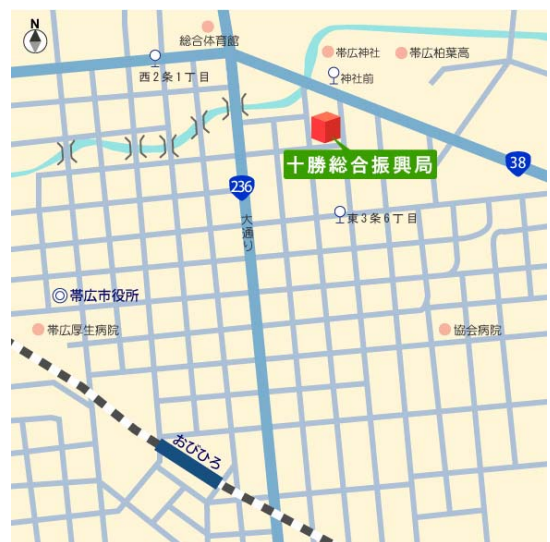 N
総合体育館
帯広神社
帯広柏葉高
西2条1丁目
神社前
十勝総合振興局
38
236
大通り
東3条6丁目
帯広市役所
帯広厚生病院
協会病院
おびひろ